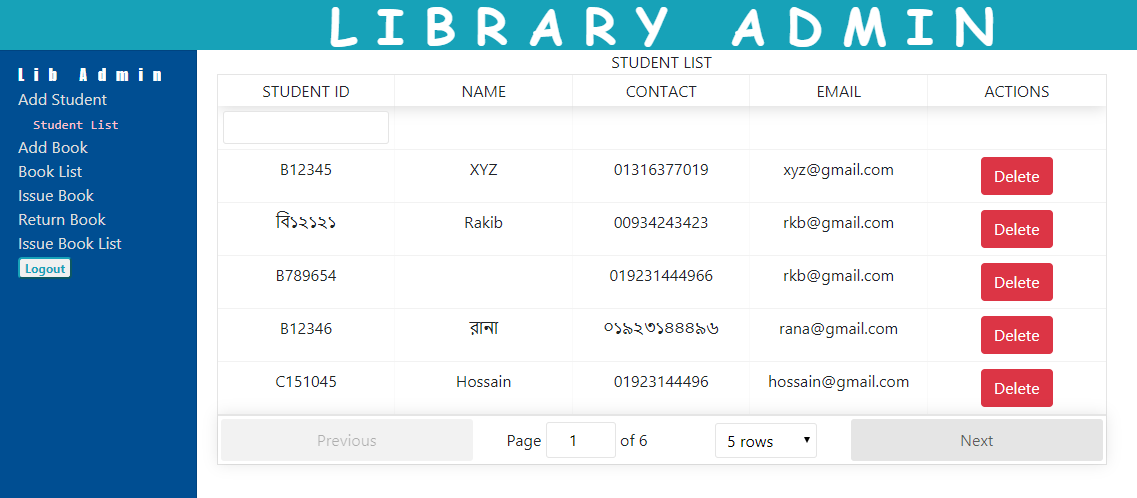 LIBRARY ADMIN
Lib Admin
Add Student
Student List
Add Book
Book List
Issue Book
Return Book
Issue Book List
Logout
STUDENT LIST
STUDENT ID NAME CONTACT EMAIL ACTIONS
B12345 XYZ 01316377019 xyz@gmail.com Delete
বি১২১২১ Rakib 00934243423 rkb@gmail.com Delete
B789654 019231444966 rkb@gmail.com Delete
B12346 রানা ০১৯২৩১৪৪৪৯৬ rana@gmail.com Delete
C151045 Hossain 01923144496 hossain@gmail.com Delete
Previous Page 1 of 6 5 rows Next